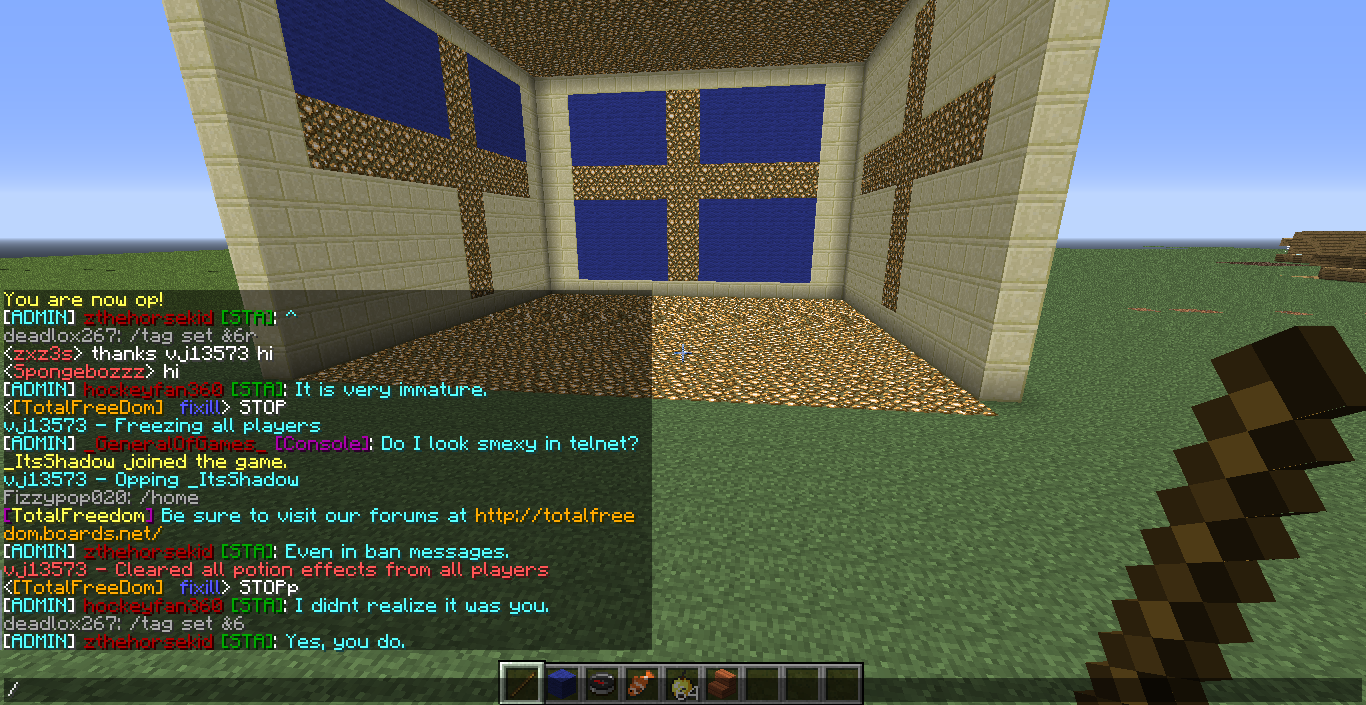 You are now op!
[ADMIN] zthehorsekid [STA]: ^
deadlox267: /tag set &6r
<zxz3s> thanks vj13573 hi
<Spongebozzz> hi
[ADMIN] hockeyfan360 [STA]: It is very immature.
<[TotalFreeDom] fixill> STOP
vj13573 - Freezing all players
[ADMIN] _GeneralOfGames_ [Console]: Do I look smexy in telnet?
_ItsShadow joined the game.
vj13573 - Opping _ItsShadow
Fizzypop020: /home
[TotalFreedom] Be sure to visit our forums at http://totalfree
dom.boards.net/
[ADMIN] zthehorsekid [STA]: Even in ban messages.
vj13573 - Cleared all potion effects from all players
<[TotalFreeDom] fixill> STOPp
[ADMIN] hockeyfan360 [STA]: I didnt realize it was you.
deadlox267: /tag set &6
[ADMIN] zthehorsekid [STA]: Yes, you do.
64
/